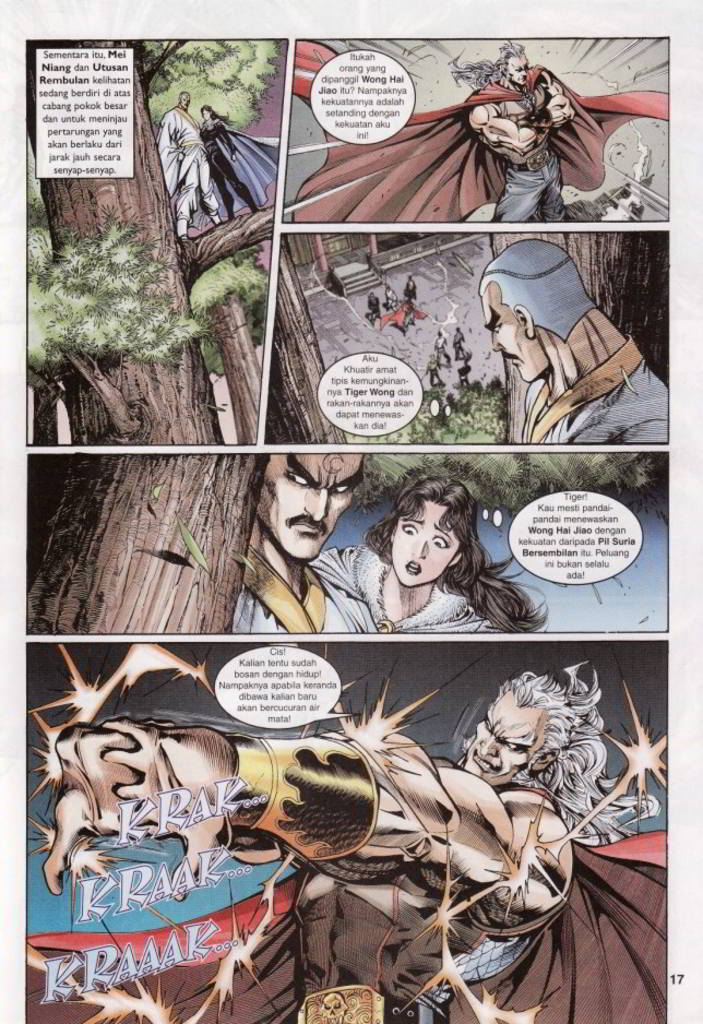 Sementara itu, Mei
Niang dan Utusan
Rembulan kelihatan
sedang berdiri di atas
cabang pokok besar
dan untuk meninjau
pertarungan yang
akan berlaku dari
jarak jauh secara
senyap-senyap.
Itukah
orang yang
dipanggil Wong Hai
Jiao itu? Nampaknya
kekuatannya adalah
setanding dengan
kekuatan aku
ini!
Aku
Khuatir amat
tipis kemungkinan-
nya Tiger Wong dan
rakan-rakannya akan
dapat menewas-
kan dia!
Tiger!
Kau mesti pandai-
pandai menewaskan
Wong Hai Jiao dengan
kekuatan daripada Pil Suria
Bersembilan itu. Peluang
ini bukan selalu
ada!
Cis!
Kalian tentu sudah
bosan dengan hidup!
Nampaknya apabila keranda
dibawa kalian baru
akan bercucuran air
mata!
KRAK...
KRAAK...
KRAAAK...
17